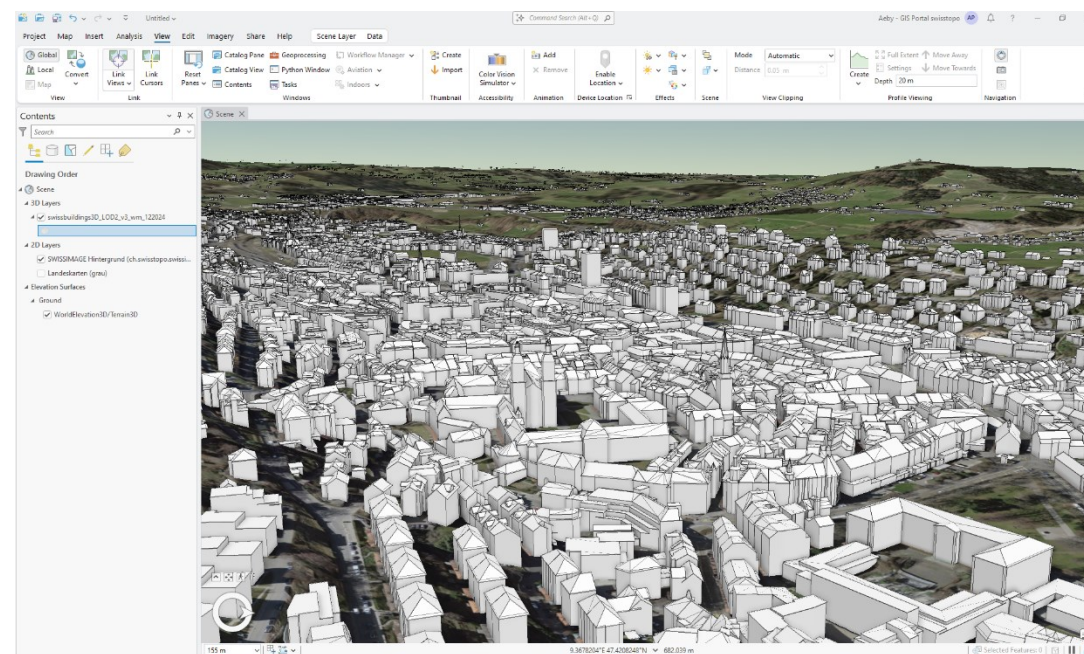 Untitled
Command Search (Alt+Q)
Aeby - GIS Portal swisstopo
AP
?
Project Map Insert Analysis View Edit Imagery Share Help Scene Layer Data
Global
Local
Map
Convert
View
Link Views
Link Cursors
Link
Reset Panes
Catalog Pane
Catalog View
Contents
Geoprocessing
Python Window
Tasks
Workflow Manager
Aviation
Indoors
Windows
Create
Import
Thumbnail
Color Vision Simulator
Accessibility
Add
Remove
Animation
Enable Location
Device Location
Effects
Scene
Mode Automatic
Distance 0.05 m
View Clipping
Create
Full Extent
Move Away
Settings
Move Towards
Depth 20 m
Profile Viewing
Navigation
Contents
Search
Drawing Order
Scene
3D Layers
swissbuildings3D_LOD2_v3_wm_122024
2D Layers
SWISSIMAGE Hintergrund (ch.swisstopo.swissi...
Landeskarten (grau)
Elevation Surfaces
Ground
WorldElevation3D/Terrain3D
Scene
155 m
9.3678204°E 47.4208248°N
682.039 m
Selected Features: 0